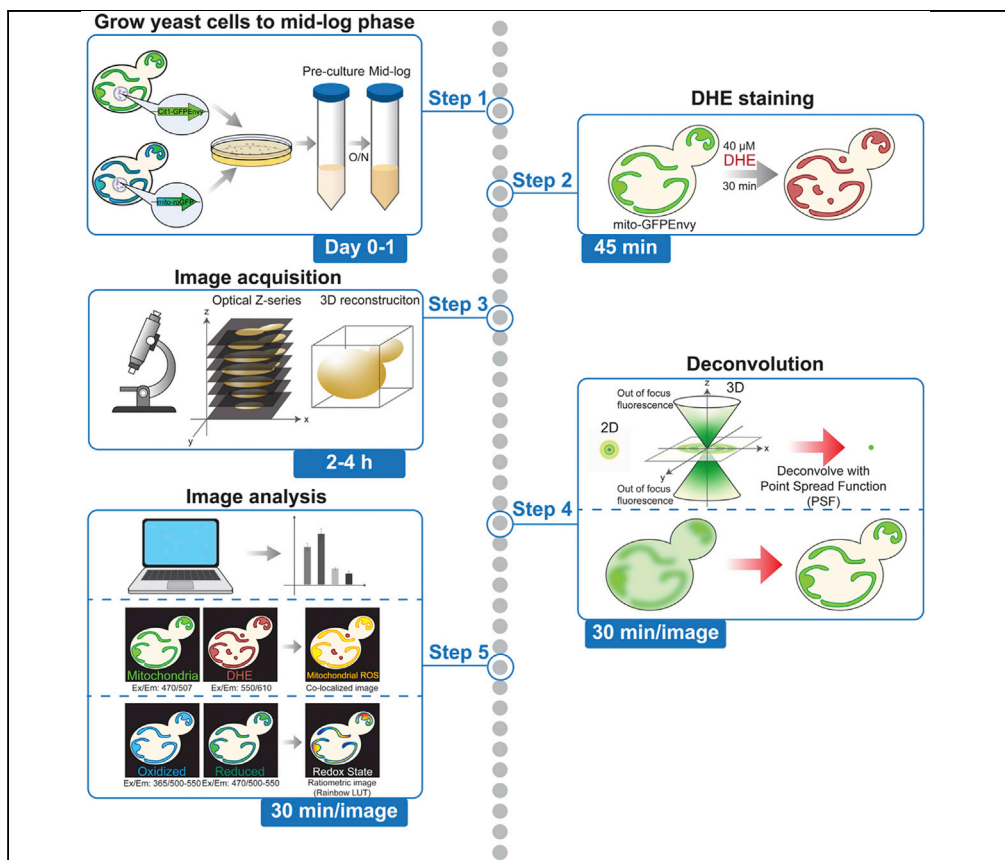 Grow yeast cells to mid-log phase
Pre-culture Mid-log
Cit1-GFPEnvy
O/N
mito-roGFP
Day 0-1
Step 1
DHE staining
Step 2
40 µM
DHE
30 min
mito-GFPEnvy
45 min
Image acquisition
Step 3
Optical Z-series
3D reconstruciton
z
x
y
2-4 h
Deconvolution
Step 4
Out of focus
fluorescence
z
3D
2D
x
y
Out of focus
fluorescence
Deconvolve with
Point Spread Function
(PSF)
30 min/image
Image analysis
Step 5
Mitochondria
DHE
Mitochondrial ROS
Ex/Em: 470/507
Ex/Em: 550/610
Co-localized image
Oxidized
Reduced
Redox State
Ex/Em: 365/500-550
Ex/Em: 470/500-550
Ratiometric image
(Rainbow LUT)
30 min/image